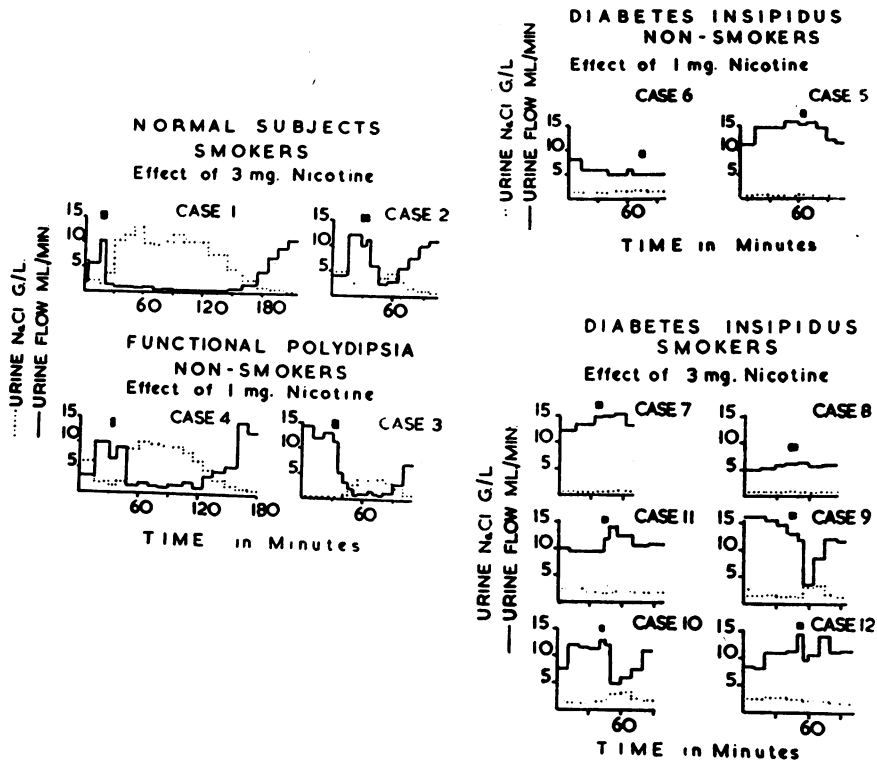 NORMAL SUBJECTS
SMOKERS
Effect of 3 mg. Nicotine
15
10
5
CASE 1
60 120 180
15
10
5
CASE 2
60
FUNCTIONAL POLYDIPSIA
NON-SMOKERS
Effect of 1 mg. Nicotine
15
10
5
CASE 4
60 120 180
15
10
5
CASE 3
60
TIME in Minutes
URINE NaCl G/L.
URINE FLOW ML/MIN.
DIABETES INSIPIDUS
NON-SMOKERS
Effect of 1 mg. Nicotine
URINE NaCl G/L
URINE FLOW ML/MIN
CASE 6
15
10
5
60
CASE 5
15
10
5
60
TIME in Minutes
DIABETES INSIPIDUS
SMOKERS
Effect of 3 mg. Nicotine
URINE NaCl G/L
URINE FLOW ML/MIN.
15
10
5
CASE 7
15
10
5
CASE 8
15
10
5
CASE 11
15
10
5
CASE 9
15
10
5
CASE 10
60
15
10
5
CASE 12
60
TIME in Minutes